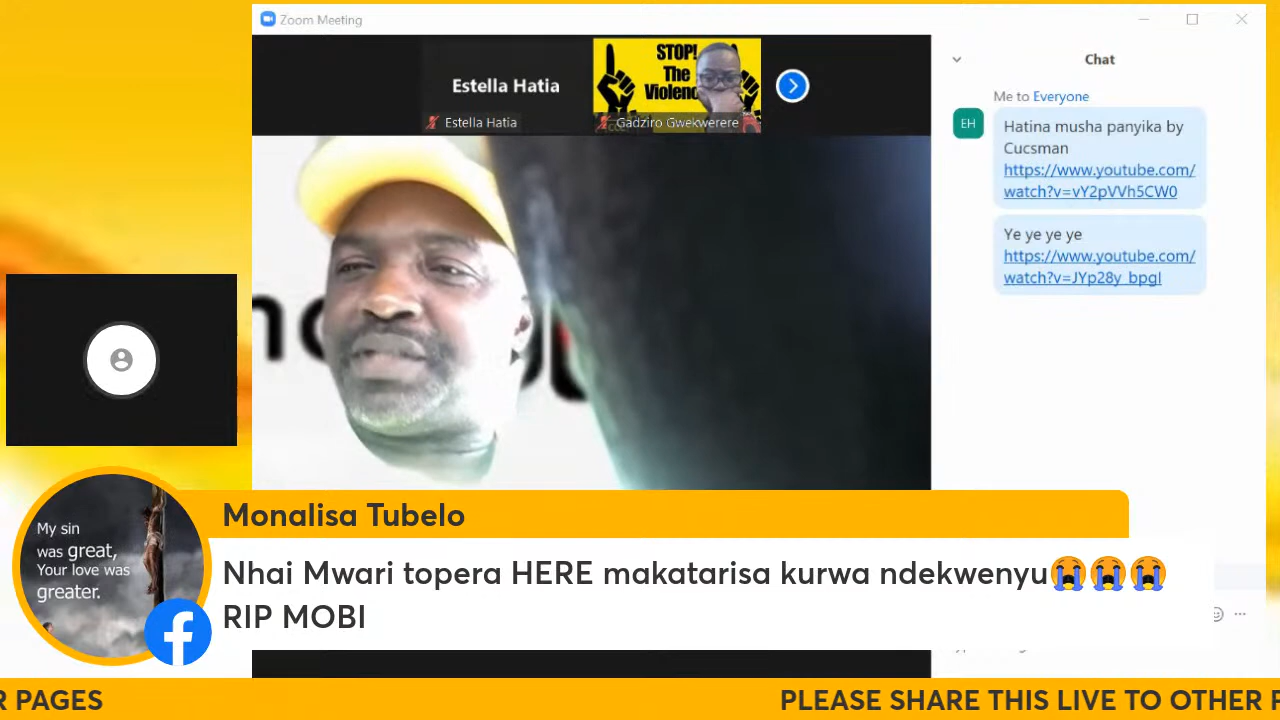 Zoom Meeting
Estella Hatia
Estella Hatia
STOP!
The
Gadziro Gwekwerere
Chat
Me to Everyone
EH
Hatina musha panyika by
Cucsman
https://www.youtube.com/
watch?v=vY2pVVh5CW0
Ye ye ye ye
https://www.youtube.com/
watch?v=JYp28y_bpgI
My sin
was great,
Your love was
greater.
Monalisa Tubelo
Nhai Mwari topera HERE makatarisa kurwa ndekwenyu😭😭😭
RIP MOBI
R PAGES
PLEASE SHARE THIS LIVE TO OTHER P